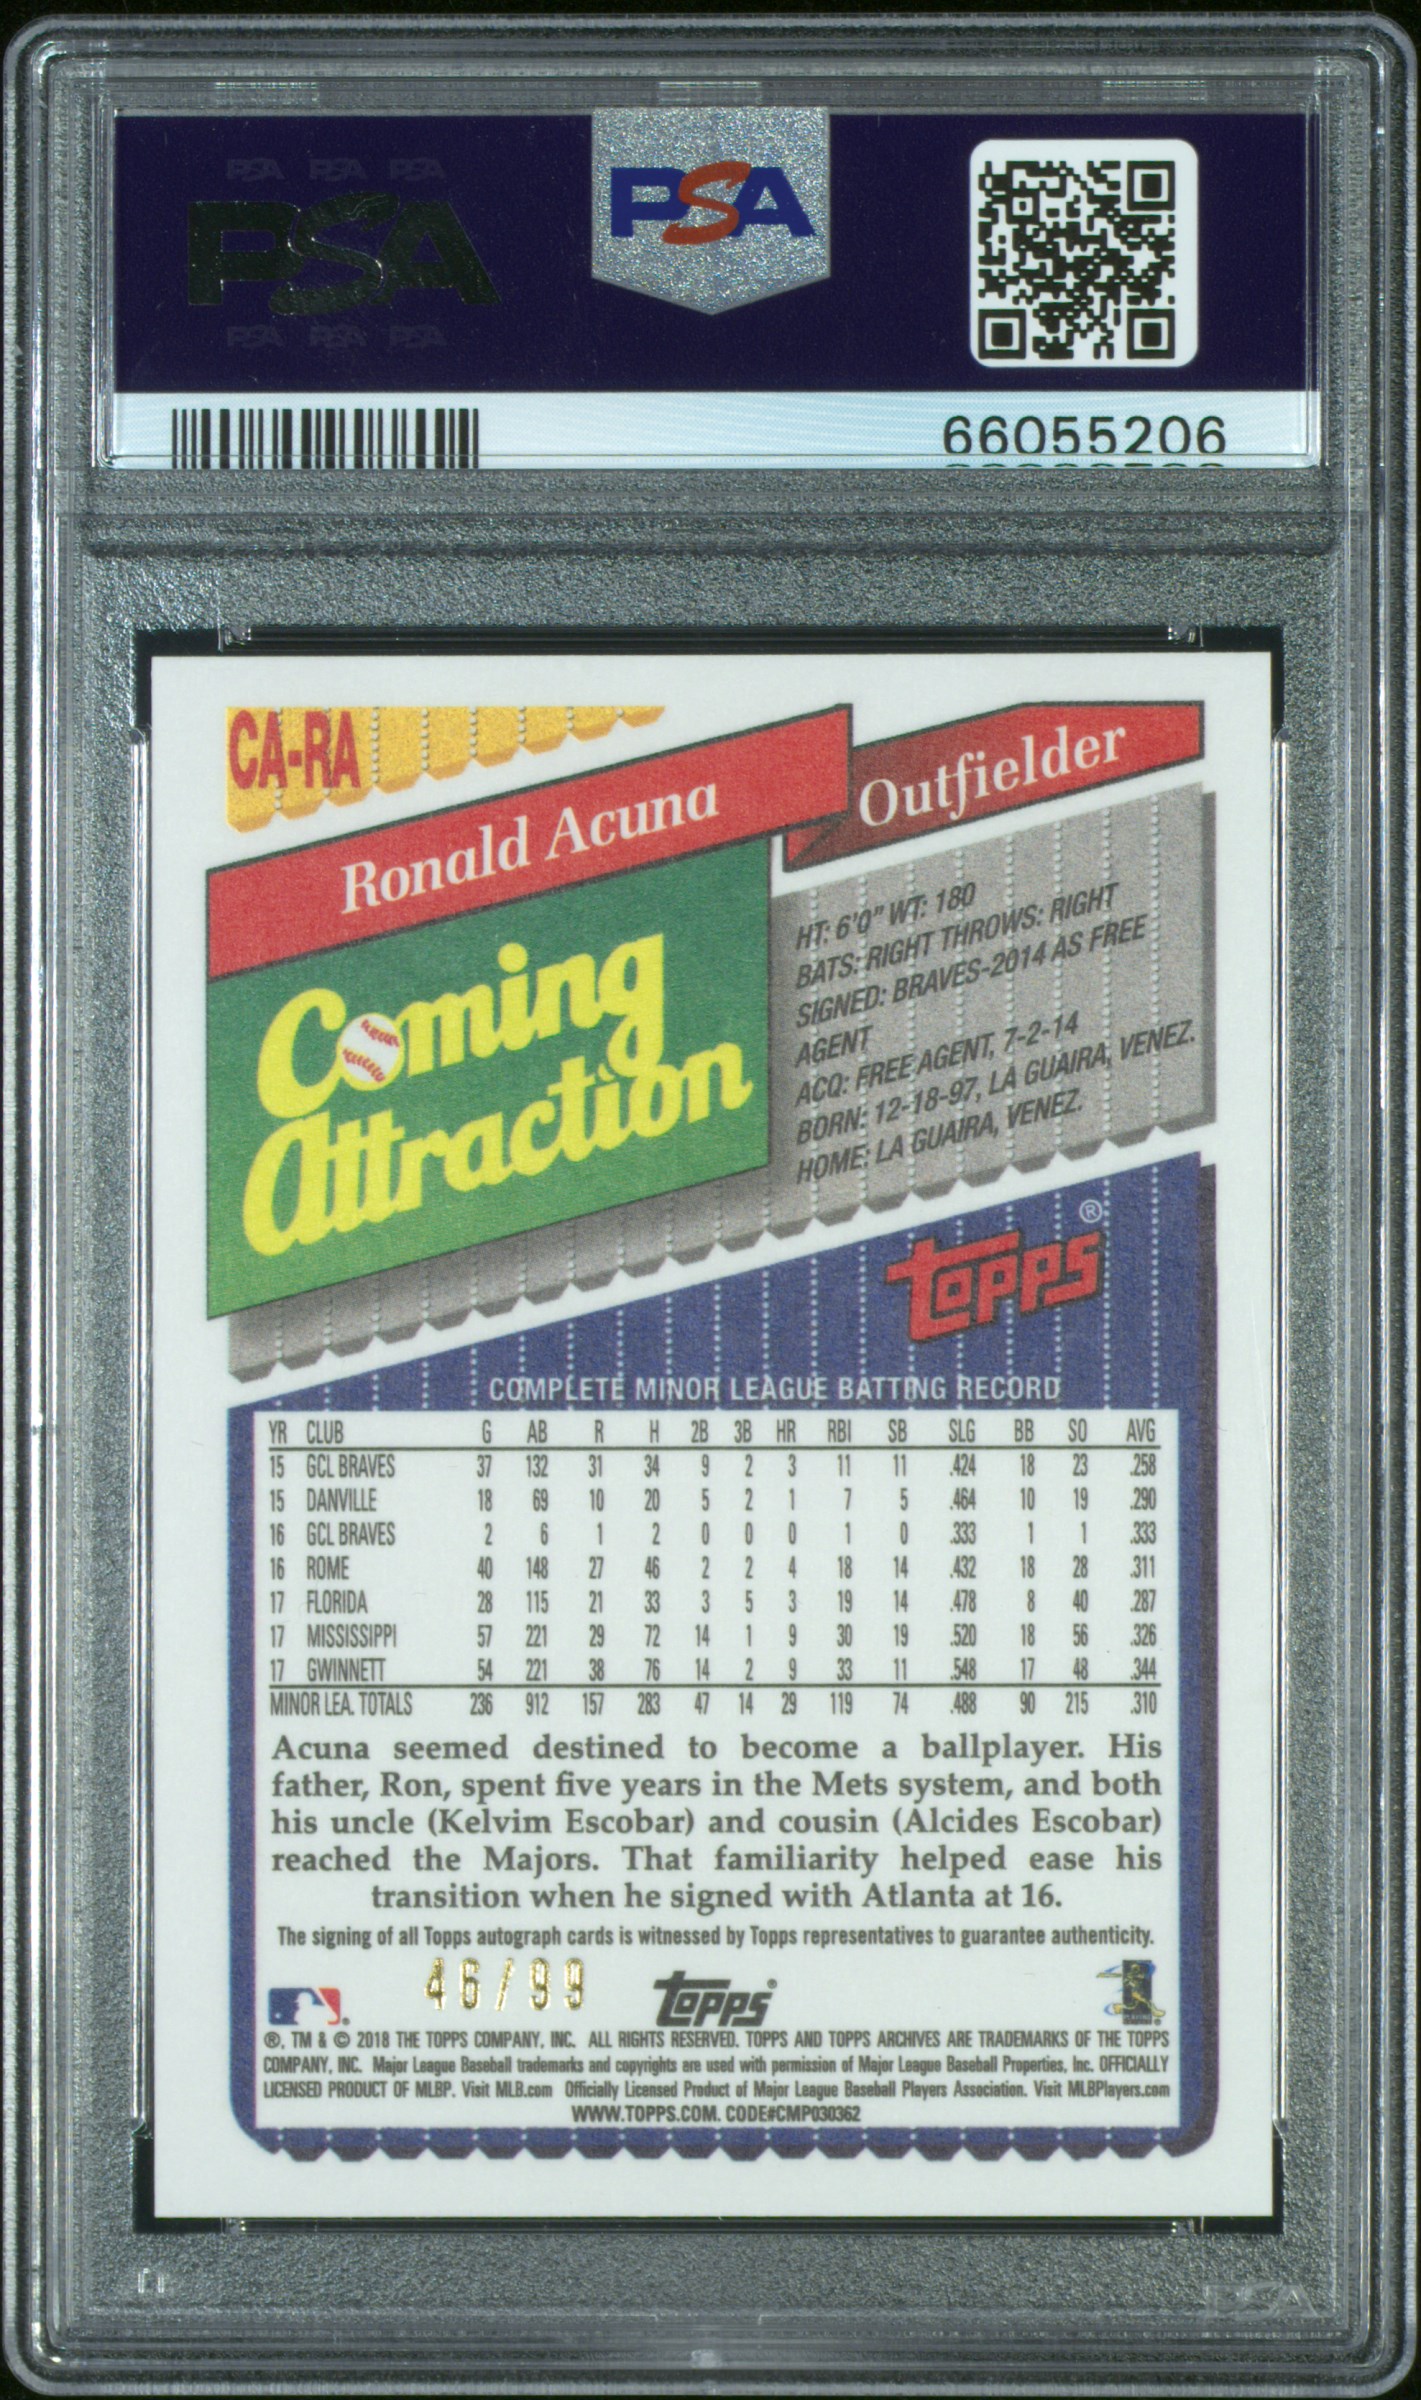 PSA PSA PSA
PSA
PSA PSA PSA
PSA
66055206
CA-RA
Ronald Acuna
Outfielder
Coming
Attraction
HT: 6'0" WT: 180
BATS: RIGHT THROWS: RIGHT
SIGNED: BRAVES-2014 AS FREE
AGENT
ACQ: FREE AGENT, 7-2-14
BORN: 12-18-97, LA GUAIRA, VENEZ.
HOME: LA GUAIRA, VENEZ.
TOPPS®
COMPLETE MINOR LEAGUE BATTING RECORD
YR CLUB G AB R H 2B 3B HR RBI SB SLG BB SO AVG
15 GCL BRAVES 37 132 31 34 9 2 3 11 11 .424 18 23 .258
15 DANVILLE 18 69 10 20 5 2 1 7 5 .464 10 19 .290
16 GCL BRAVES 2 6 1 2 0 0 0 1 0 .333 1 1 .333
16 ROME 40 148 27 46 2 2 4 18 14 .432 18 28 .311
17 FLORIDA 28 115 21 33 3 5 3 19 14 .478 8 40 .287
17 MISSISSIPPI 57 221 29 72 14 1 9 30 19 .520 18 56 .326
17 GWINNETT 54 221 38 76 14 2 9 33 11 .548 17 48 .344
MINOR LEA. TOTALS 236 912 157 283 47 14 29 119 74 .488 90 215 .310
Acuna seemed destined to become a ballplayer. His
father, Ron, spent five years in the Mets system, and both
his uncle (Kelvim Escobar) and cousin (Alcides Escobar)
reached the Majors. That familiarity helped ease his
transition when he signed with Atlanta at 16.
The signing of all Topps autograph cards is witnessed by Topps representatives to guarantee authenticity.
46/99
TOPPS®
®, TM & © 2018 THE TOPPS COMPANY, INC. ALL RIGHTS RESERVED. TOPPS AND TOPPS ARCHIVES ARE TRADEMARKS OF THE TOPPS
COMPANY, INC. Major League Baseball trademarks and copyrights are used with permission of Major League Baseball Properties, Inc. OFFICIALLY
LICENSED PRODUCT OF MLBP. Visit MLB.com Officially Licensed Product of Major League Baseball Players Association. Visit MLBPlayers.com
WWW.TOPPS.COM. CODE#CMP030362
PSA